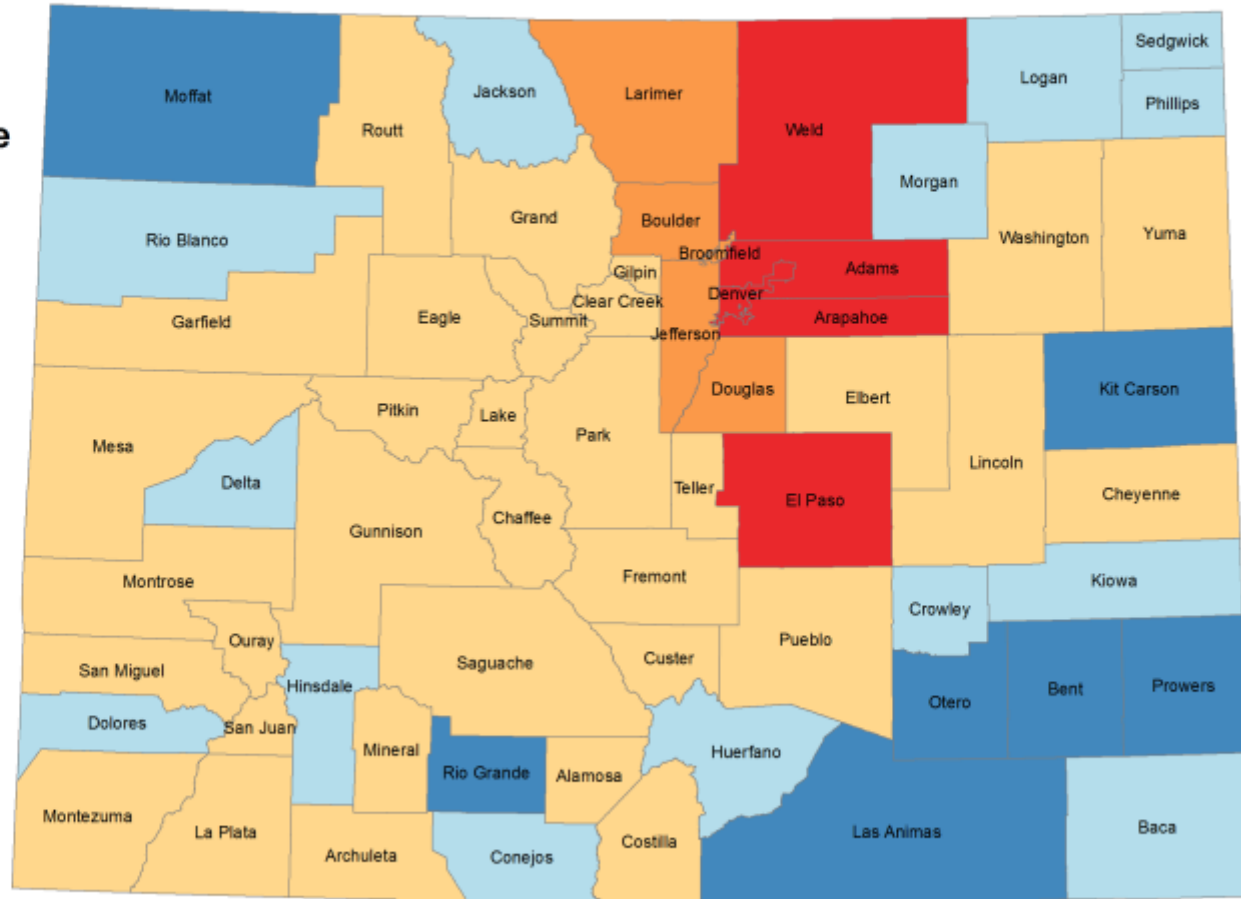 Sedgwick
Moffat
Jackson
Larimer
Logan
Phillips
e
Routt
Weld
Morgan
Grand
Boulder
Rio Blanco
Washington
Yuma
Broomfield
Gilpin
Adams
Denver
Clear Creek
Garfield
Eagle
Summit
Arapahoe
Jefferson
Douglas
Kit Carson
Elbert
Pitkin
Lake
Park
Mesa
Lincoln
Delta
Teller
Cheyenne
El Paso
Chaffee
Gunnison
Fremont
Montrose
Kiowa
Crowley
Ouray
Pueblo
Custer
Saguache
San Miguel
Hinsdale
Bent
Prowers
Otero
Dolores
San Juan
Mineral
Huerfano
Rio Grande
Alamosa
Montezuma
La Plata
Las Animas
Baca
Costilla
Archuleta
Conejos